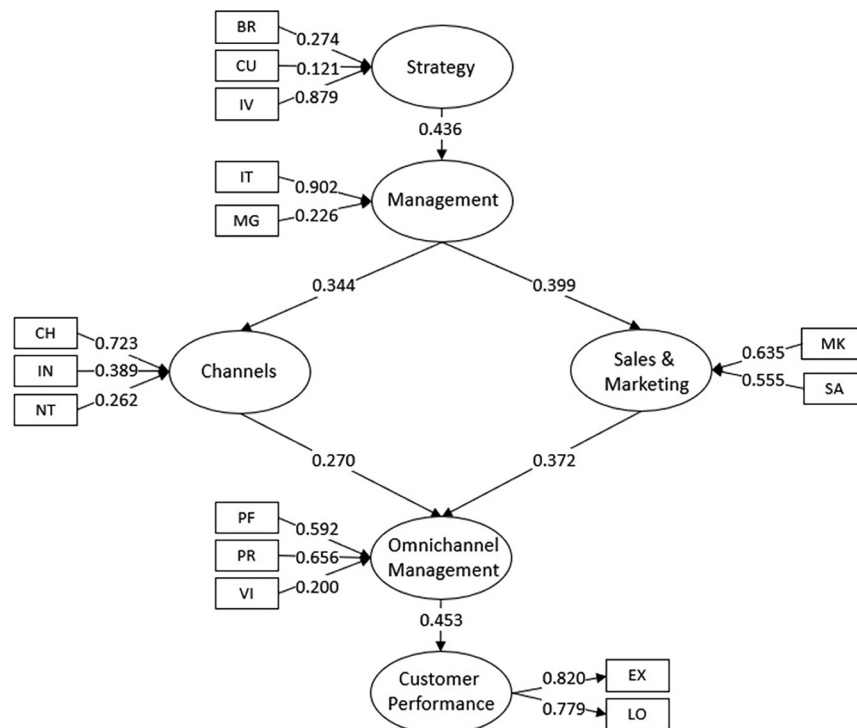 BR
0.274
CU
0.121
Strategy
IV
0.879
0.436
IT
0.902
Management
MG
0.226
0.344
0.399
CH
0.723
IN
0.389
Channels
NT
0.262
Sales &
Marketing
0.635
MK
0.555
SA
0.270
0.372
PF
0.592
PR
0.656
VI
0.200
Omnichannel
Management
0.453
Customer
Performance
0.820
EX
0.779
LO